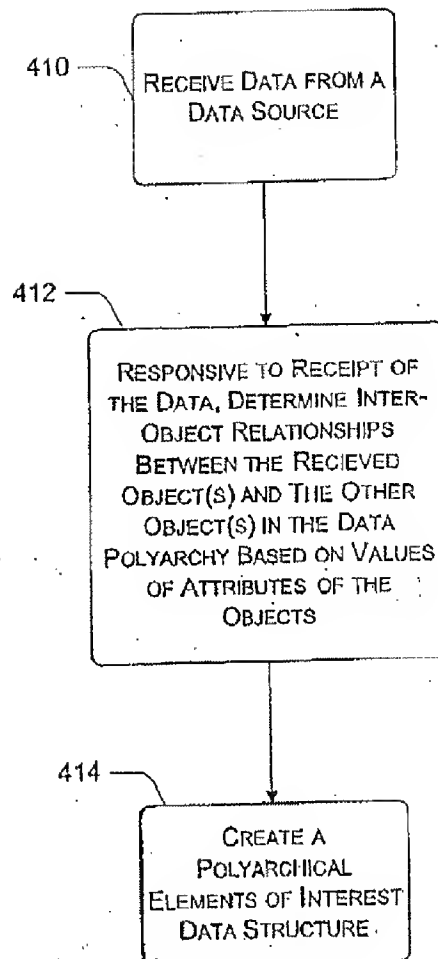 410
RECEIVE DATA FROM A
DATA SOURCE
412
RESPONSIVE TO RECEIPT OF
THE DATA, DETERMINE INTER-
OBJECT RELATIONSHIPS
BETWEEN THE RECIEVED
OBJECT(S) AND THE OTHER
OBJECT(S) IN THE DATA
POLYARCHY BASED ON VALUES
OF ATTRIBUTES OF THE
OBJECTS
414
CREATE A
POLYARCHICAL
ELEMENTS OF INTEREST
DATA STRUCTURE